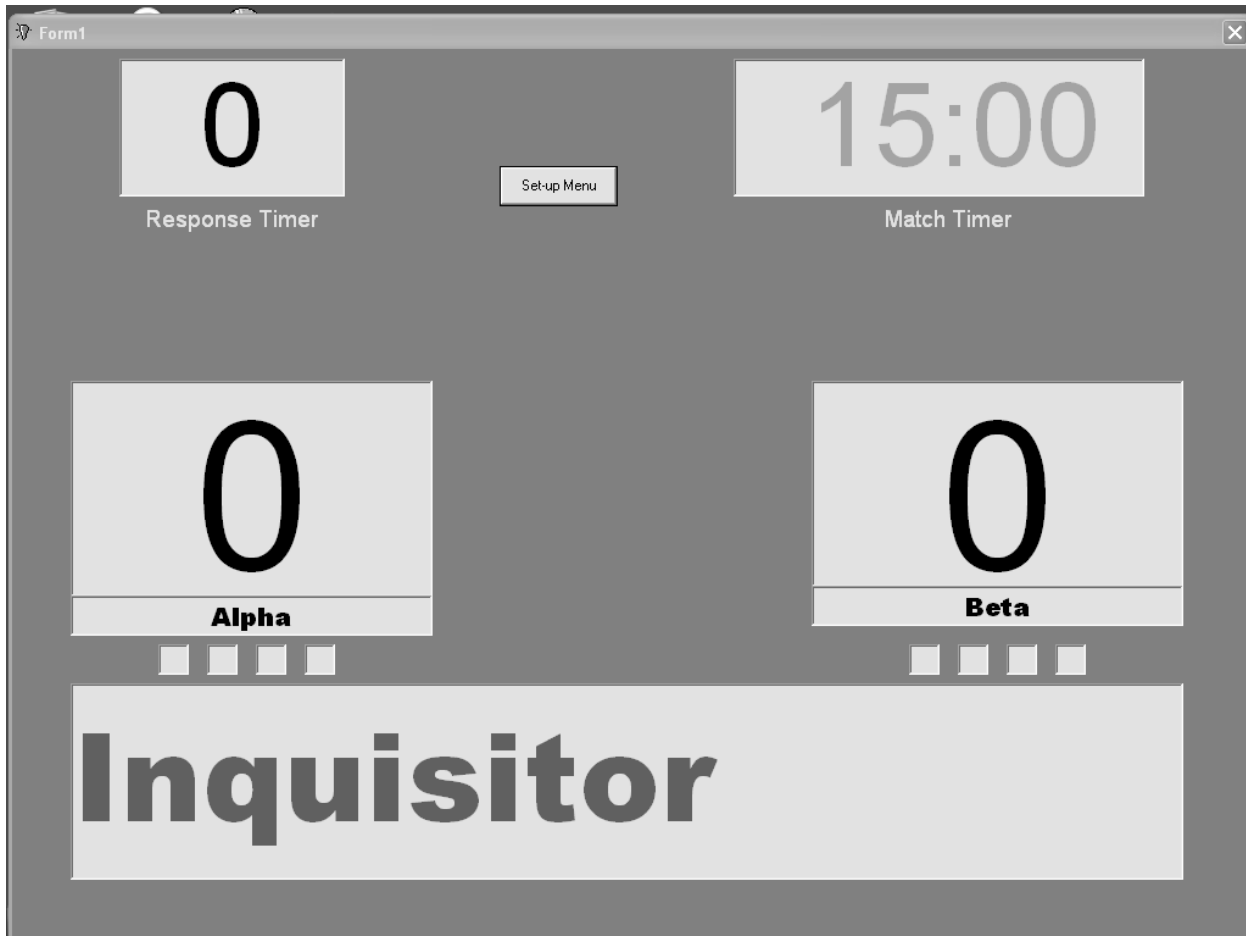 Form1
0
15:00
Set-up Menu
Response Timer
Match Timer
0
0
Alpha
Beta
Inquisitor